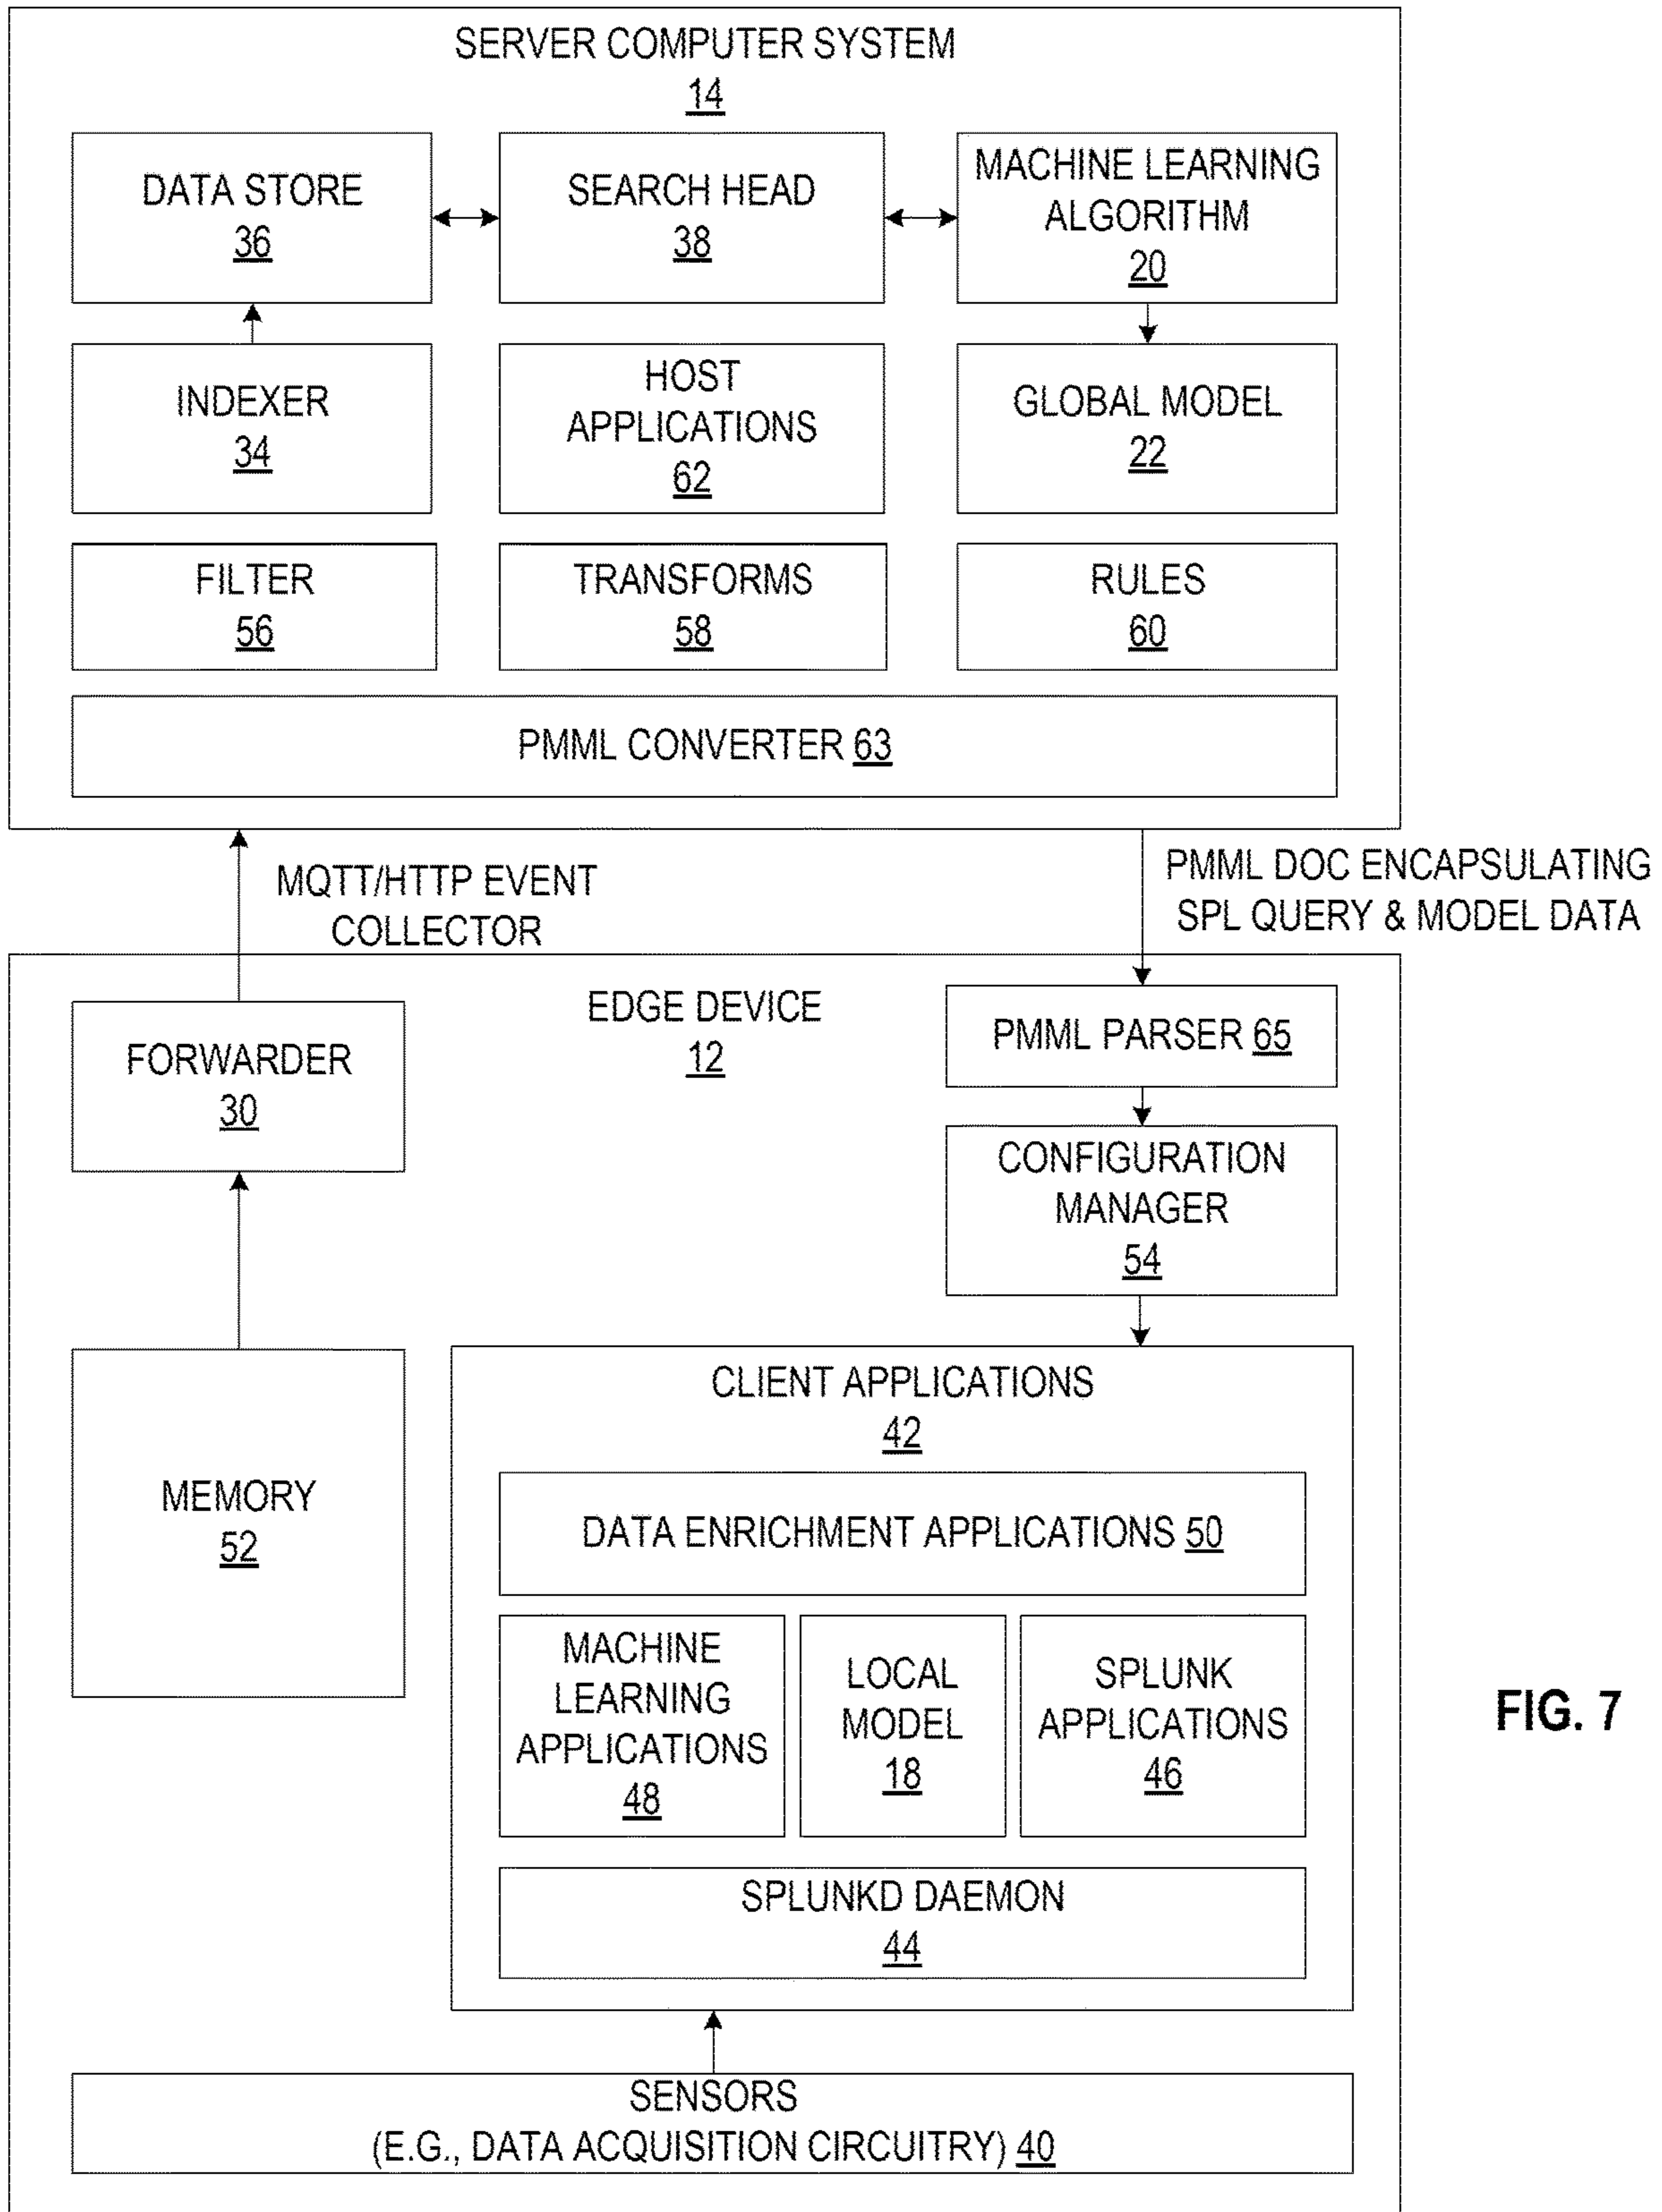 SERVER COMPUTER SYSTEM
14
DATA STORE
36
SEARCH HEAD
38
MACHINE LEARNING
ALGORITHM
20
INDEXER
34
HOST
APPLICATIONS
62
GLOBAL MODEL
22
FILTER
56
TRANSFORMS
58
RULES
60
PMML CONVERTER 63
MQTT/HTTP EVENT
COLLECTOR
PMML DOC ENCAPSULATING
SPL QUERY & MODEL DATA
EDGE DEVICE
12
FORWARDER
30
PMML PARSER 65
CONFIGURATION
MANAGER
54
MEMORY
52
CLIENT APPLICATIONS
42
DATA ENRICHMENT APPLICATIONS 50
MACHINE
LEARNING
APPLICATIONS
48
LOCAL
MODEL
18
SPLUNK
APPLICATIONS
46
SPLUNKD DAEMON
44
SENSORS
(E.G., DATA ACQUISITION CIRCUITRY) 40
FIG. 7